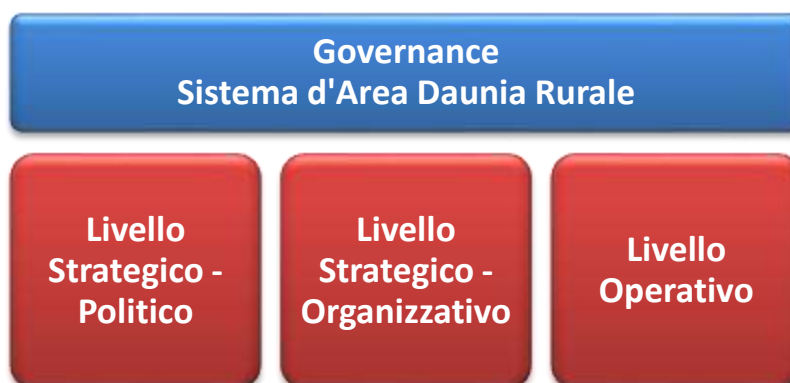 Governance
Sistema d'Area Daunia Rurale
Livello
Strategico -
Politico
Livello
Strategico -
Organizzativo
Livello
Operativo